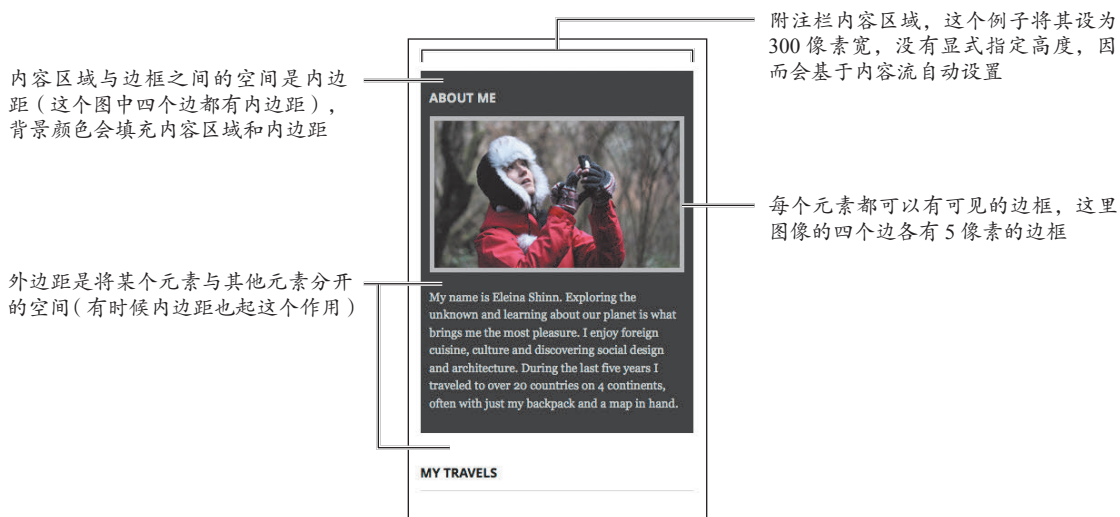 附注栏内容区域，这个例子将其设为
300 像素宽，没有显式指定高度，因
而会基于内容流自动设置
内容区域与边框之间的空间是内边
距（这个图中四个边都有内边距），
背景颜色会填充内容区域和内边距
ABOUT ME
每个元素都可以有可见的边框，这里
图像的四个边各有 5 像素的边框
外边距是将某个元素与其他元素分开
的空间（有时候内边距也起这个作用）
My name is Eleina Shinn. Exploring the
unknown and learning about our planet is what
brings me the most pleasure. I enjoy foreign
cuisine, culture and discovering social design
and architecture. During the last five years I
traveled to over 20 countries on 4 continents,
often with just my backpack and a map in hand.
MY TRAVELS